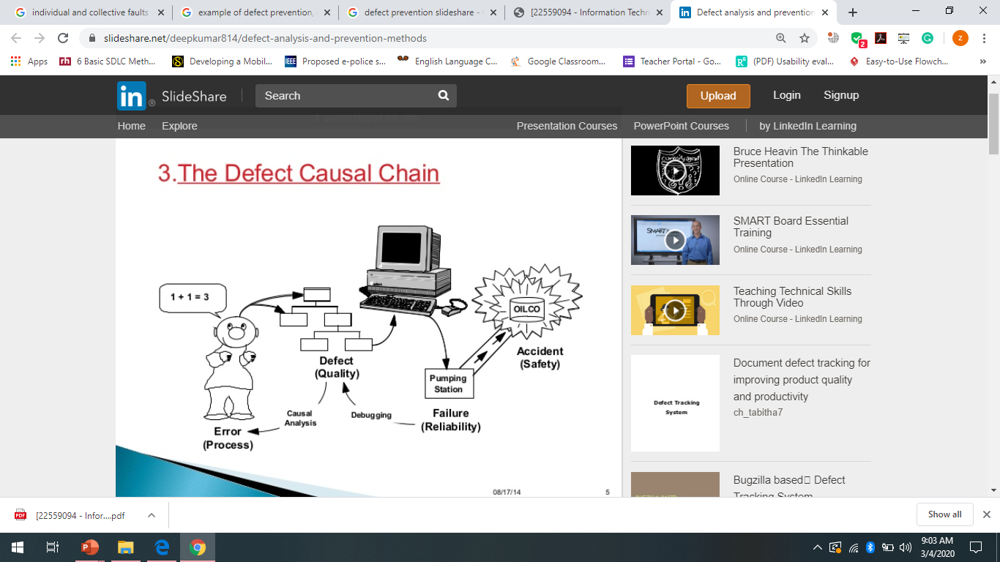 individual and collective faults
example of defect prevention,
defect prevention slideshare -
[22559094 - Information Techn
Defect analysis and prevention
slideshare.net/deepkumar814/defect-analysis-and-prevention-methods
2
z
Apps
rh
6 Basic SDLC Meth...
Developing a Mobil...
IEEE
Proposed e-police s...
English Language C...
Google Classroom...
Teacher Portal - Go...
(PDF) Usability eval...
Easy-to-Use Flowch...
in ® SlideShare
Search
Upload
Login
Signup
Home
Explore
Presentation Courses
PowerPoint Courses
by LinkedIn Learning
3.The Defect Causal Chain
1 + 1 = 3
OILCO
Accident
(Safety)
Defect
(Quality)
Pumping
Station
Causal
Analysis
Debugging
Failure
(Reliability)
Error
(Process)
08/17/14
5
Bruce Heavin The Thinkable
Presentation
Online Course - LinkedIn Learning
SMART Board Essential
Training
Online Course - LinkedIn Learning
Teaching Technical Skills
Through Video
Online Course - LinkedIn Learning
Defect Tracking
System
Document defect tracking for
improving product quality
and productivity
ch_tabitha7
Bugzilla based Defect
Tracking System
PDF
[22559094 - Infor....pdf
Show all
9:03 AM
3/4/2020